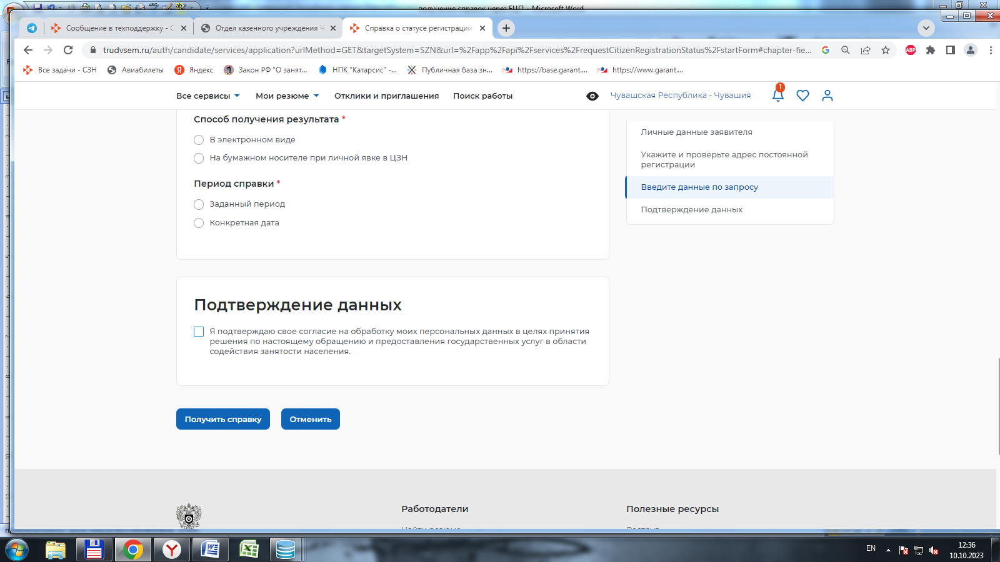 получение справок через ЕЦП - Microsoft Word
Сообщение в техподдержку - С
Отдел казенного учреждения Ч
Справка о статусе регистрации
trudvsem.ru/auth/candidate/services/application?urlMethod=GET&targetSystem=SZN&url=%2Fapp%2Fapi%2Fservices%2FrequestCitizenRegistrationStatus%2FstartForm#chapter-fie...
ABP
Все задачи - СЗН
Авиабилеты
Яндекс
Закон РФ "О занят...
НПК "Катарсис" -...
Публичная база зн...
https://base.garant....
https://www.garant....
Все сервисы
Мои резюме
Отклики и приглашения
Поиск работы
Чувашская Республика - Чувашия
1
Способ получения результата *
В электронном виде
На бумажном носителе при личной явке в ЦЗН
Период справки *
Заданный период
Конкретная дата
Личные данные заявителя
Укажите и проверьте адрес постоянной
регистрации
Введите данные по запросу
Подтверждение данных
Подтверждение данных
Я подтверждаю свое согласие на обработку моих персональных данных в целях принятия
решения по настоящему обращению и предоставления государственных услуг в области
содействия занятости населения.
Получить справку
Отменить
Работодатели
Полезные ресурсы
EN
12:36
10.10.2023